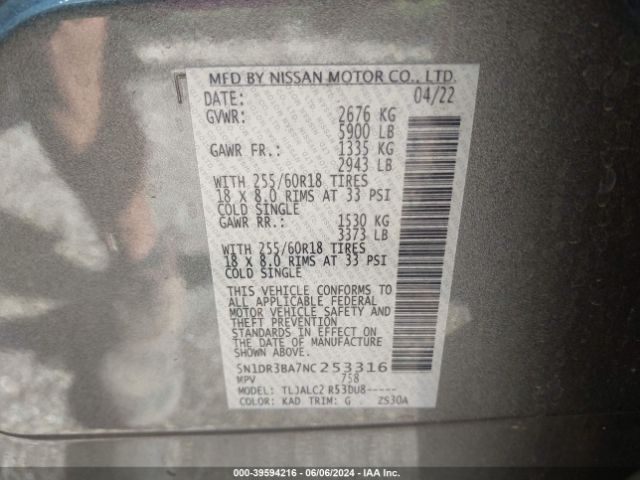 MFD BY NISSAN MOTOR CO., LTD.
DATE: 04/22
GVWR: 2676 KG
5900 LB
GAWR FR.: 1335 KG
2943 LB
WITH 255/60R18 TIRES
18 X 8.0 RIMS AT 33 PSI
COLD SINGLE
GAWR RR.: 1530 KG
3373 LB
WITH 255/60R18 TIRES
18 X 8.0 RIMS AT 33 PSI
COLD SINGLE
THIS VEHICLE CONFORMS TO
ALL APPLICABLE FEDERAL
MOTOR VEHICLE SAFETY AND
THEFT PREVENTION
STANDARDS IN EFFECT ON
THE DATE OF MFR. SHOWN
ABOVE.
5N1DR3BA7NC253316
MPV 758
MODEL: TLJALC2 R53DU8-----
COLOR: KAD TRIM: G ZS30A
000-39594216 - 06/06/2024 - IAA Inc.